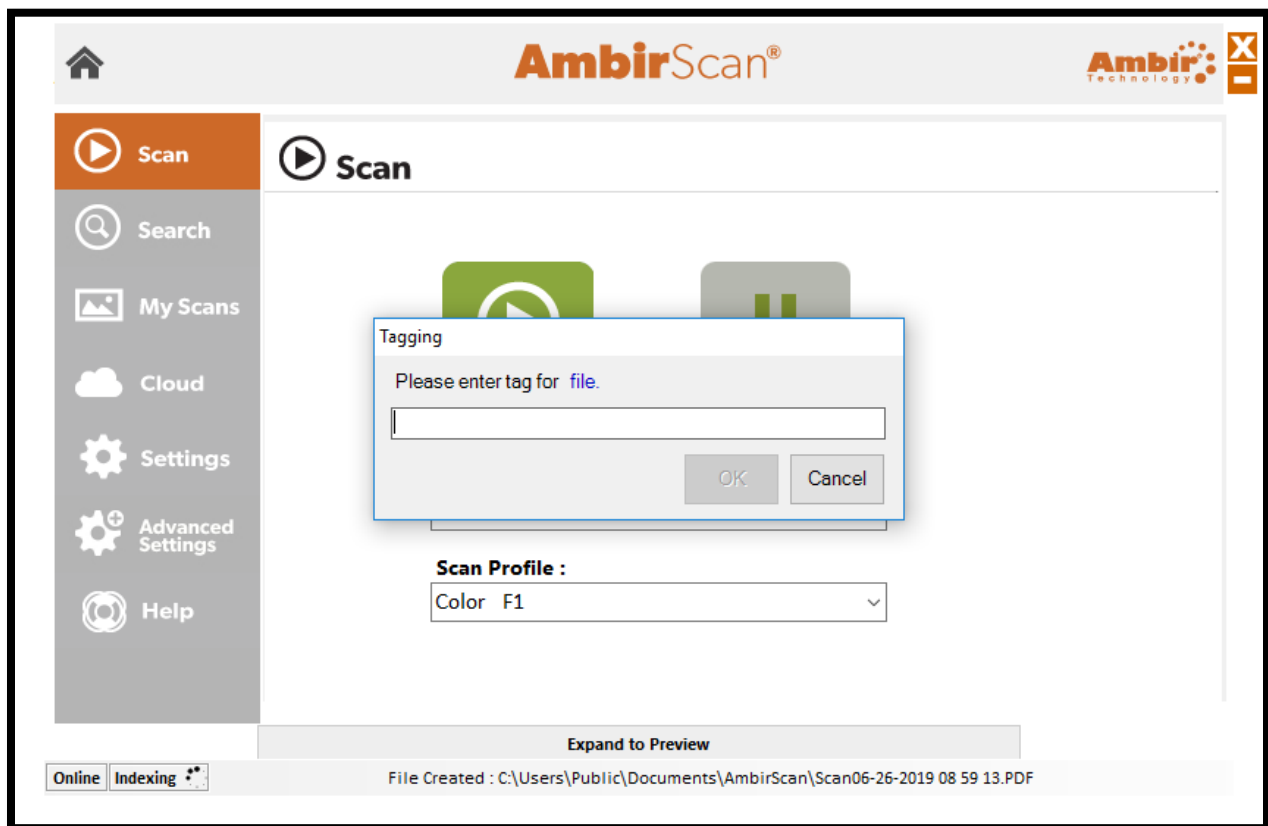 AmbirScan®
Ambir
Technology
X
Scan
Scan
Search
My Scans
Cloud
Settings
Advanced
Settings
Help
Tagging
Please enter tag for file.
OK
Cancel
Scan Profile :
Color F1
Expand to Preview
Online Indexing
File Created : C:\Users\Public\Documents\AmbirScan\Scan06-26-2019 08 59 13.PDF